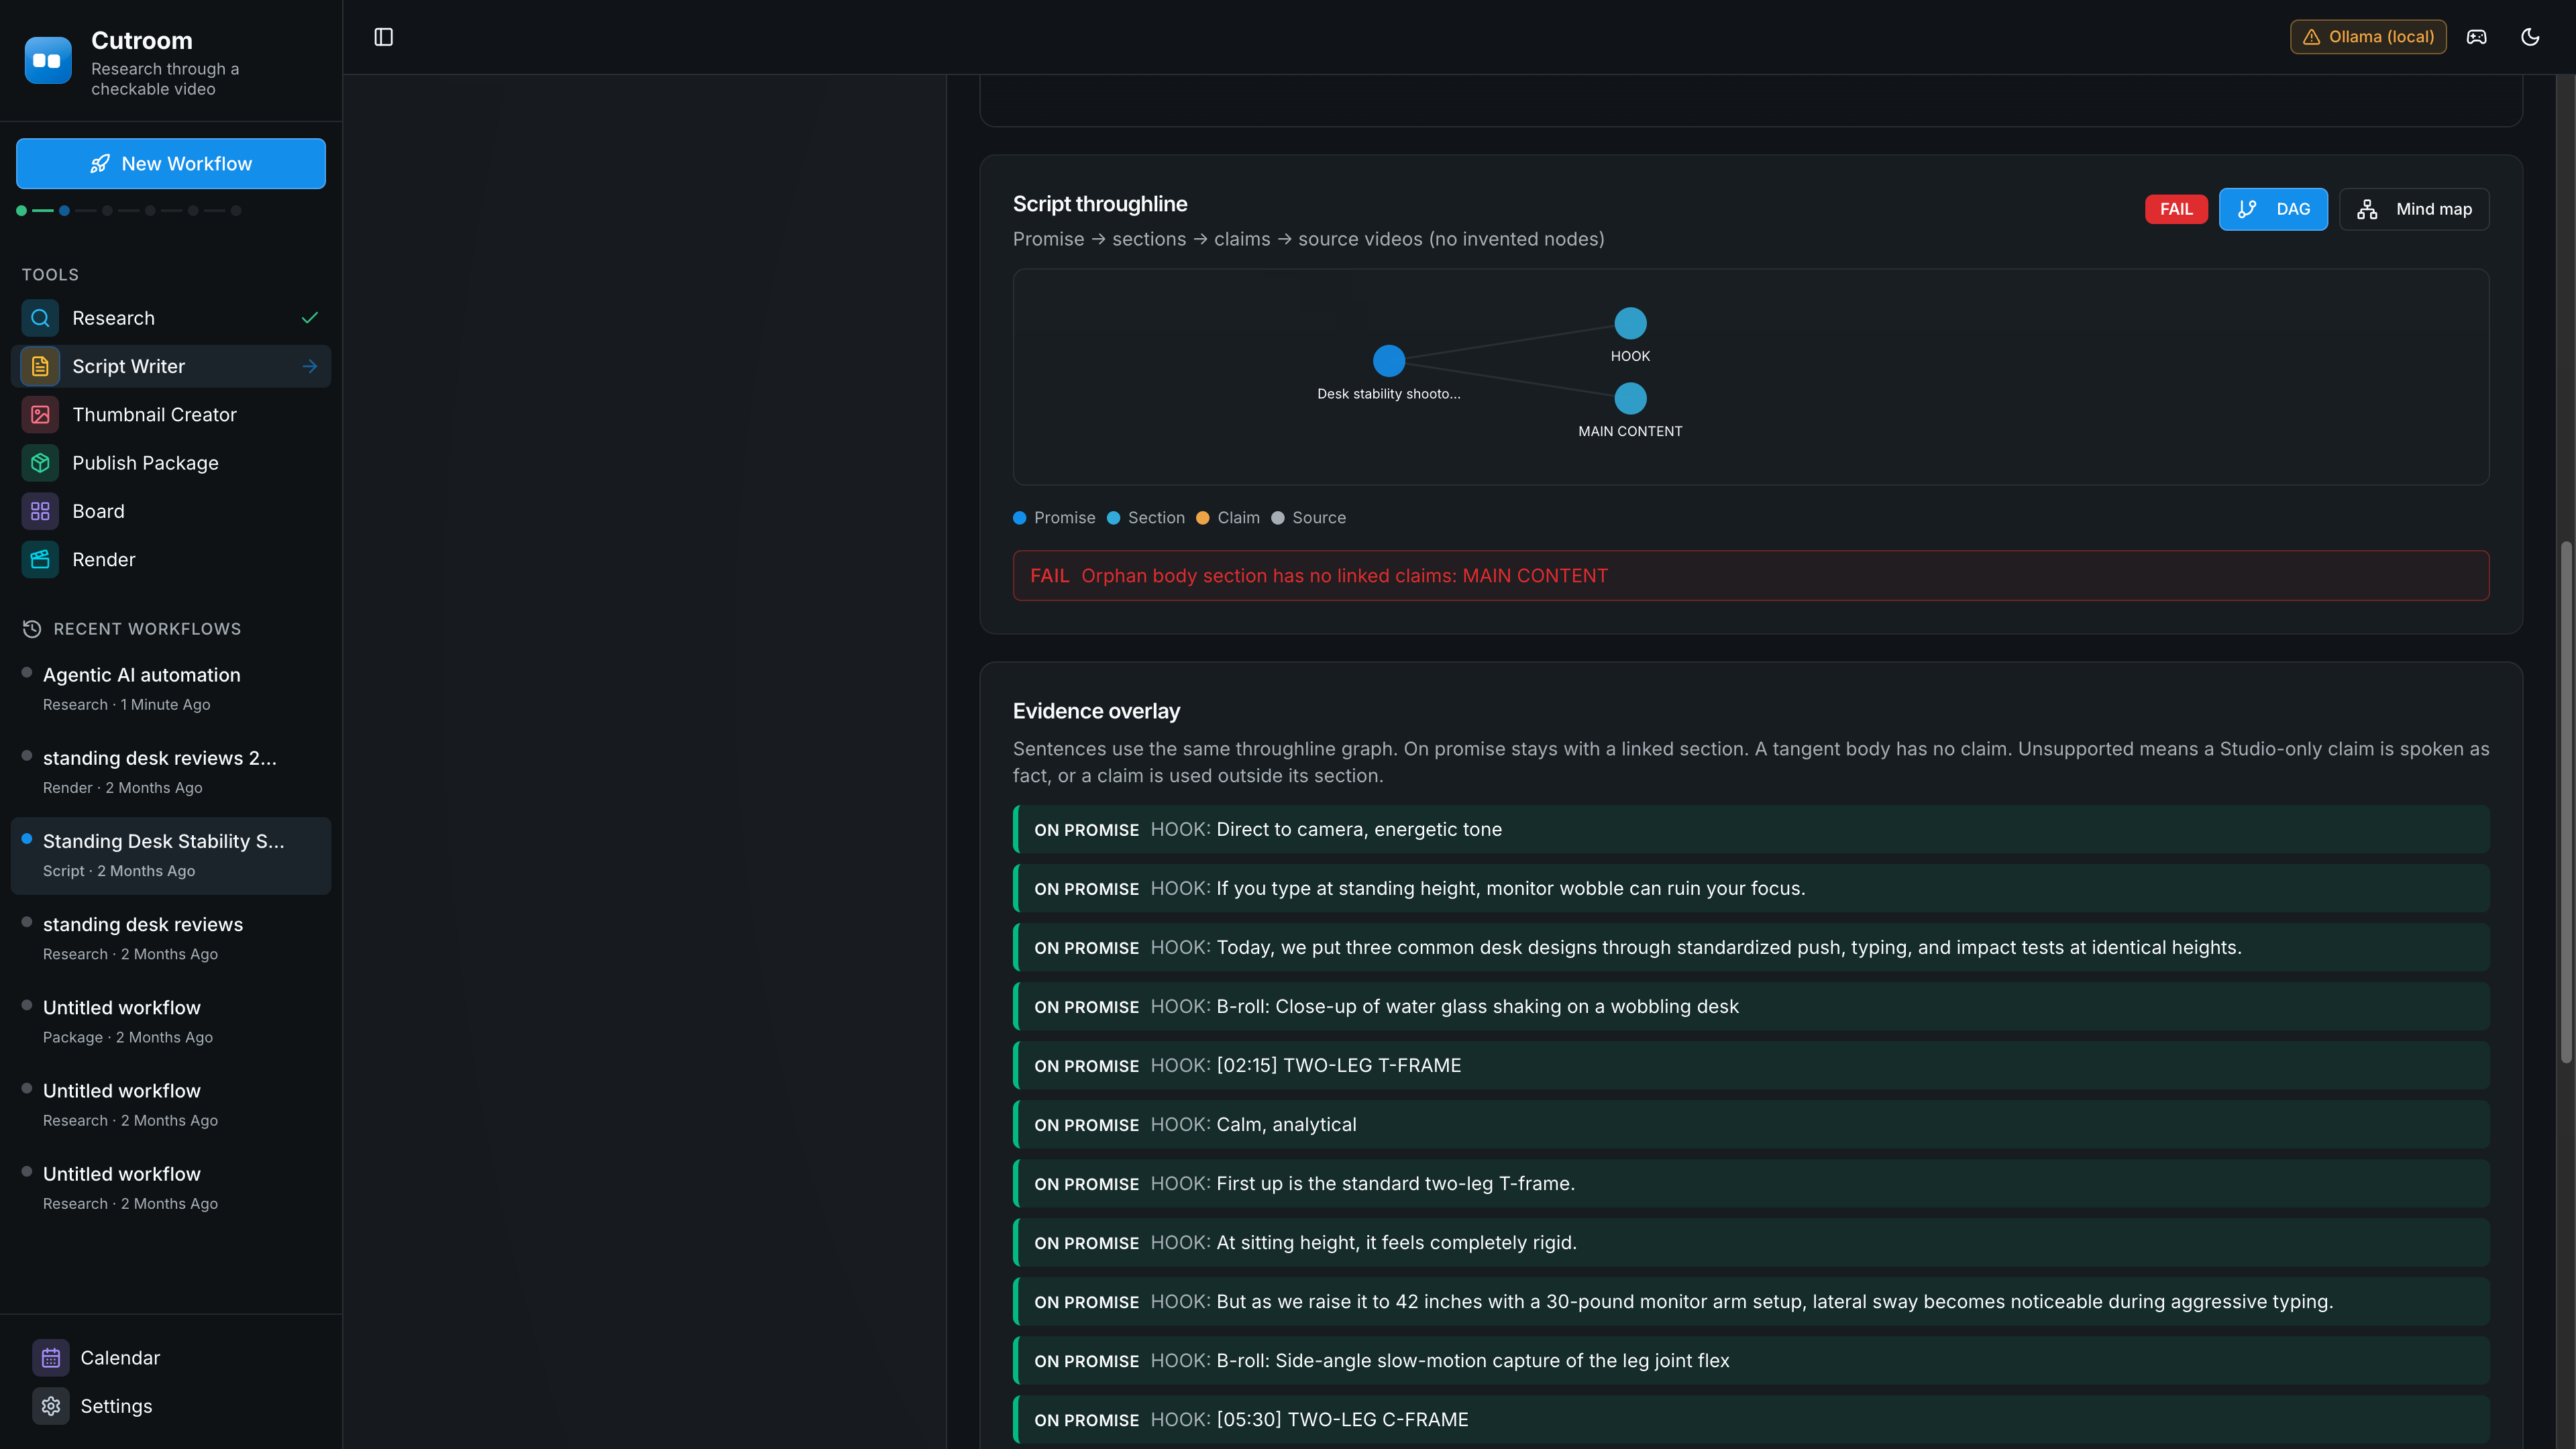 Cutroom
Research through a
checkable video
New Workflow
TOOLS
Research
Script Writer
Thumbnail Creator
Publish Package
Board
Render
RECENT WORKFLOWS
Agentic AI automation
Research · 1 Minute Ago
standing desk reviews 2...
Render · 2 Months Ago
Standing Desk Stability S...
Script · 2 Months Ago
standing desk reviews
Research · 2 Months Ago
Untitled workflow
Package · 2 Months Ago
Untitled workflow
Research · 2 Months Ago
Untitled workflow
Research · 2 Months Ago
Calendar
Settings
Ollama (local)
Script throughline
FAIL
DAG
Mind map
Promise → sections → claims → source videos (no invented nodes)
HOOK
Desk stability shooto...
MAIN CONTENT
Promise
Section
Claim
Source
FAIL Orphan body section has no linked claims: MAIN CONTENT
Evidence overlay
Sentences use the same throughline graph. On promise stays with a linked section. A tangent body has no claim. Unsupported means a Studio-only claim is spoken as
fact, or a claim is used outside its section.
ON PROMISE HOOK: Direct to camera, energetic tone
ON PROMISE HOOK: If you type at standing height, monitor wobble can ruin your focus.
ON PROMISE HOOK: Today, we put three common desk designs through standardized push, typing, and impact tests at identical heights.
ON PROMISE HOOK: B-roll: Close-up of water glass shaking on a wobbling desk
ON PROMISE HOOK: [02:15] TWO-LEG T-FRAME
ON PROMISE HOOK: Calm, analytical
ON PROMISE HOOK: First up is the standard two-leg T-frame.
ON PROMISE HOOK: At sitting height, it feels completely rigid.
ON PROMISE HOOK: But as we raise it to 42 inches with a 30-pound monitor arm setup, lateral sway becomes noticeable during aggressive typing.
ON PROMISE HOOK: B-roll: Side-angle slow-motion capture of the leg joint flex
ON PROMISE HOOK: [05:30] TWO-LEG C-FRAME